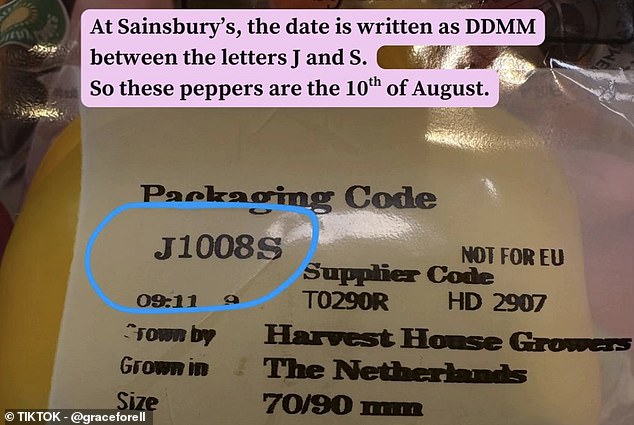 At Sainsbury's, the date is written as DDMM
between the letters J and S.
So these peppers are the 10th of August.
Packaging Code
J1008S
NOT FOR EU
Supplier Code
09:11 9
T0290R HD 2907
Grown by Harvest House Growers
Grown in The Netherlands
Size 70/90 mm
© TIKTOK - @graceforell